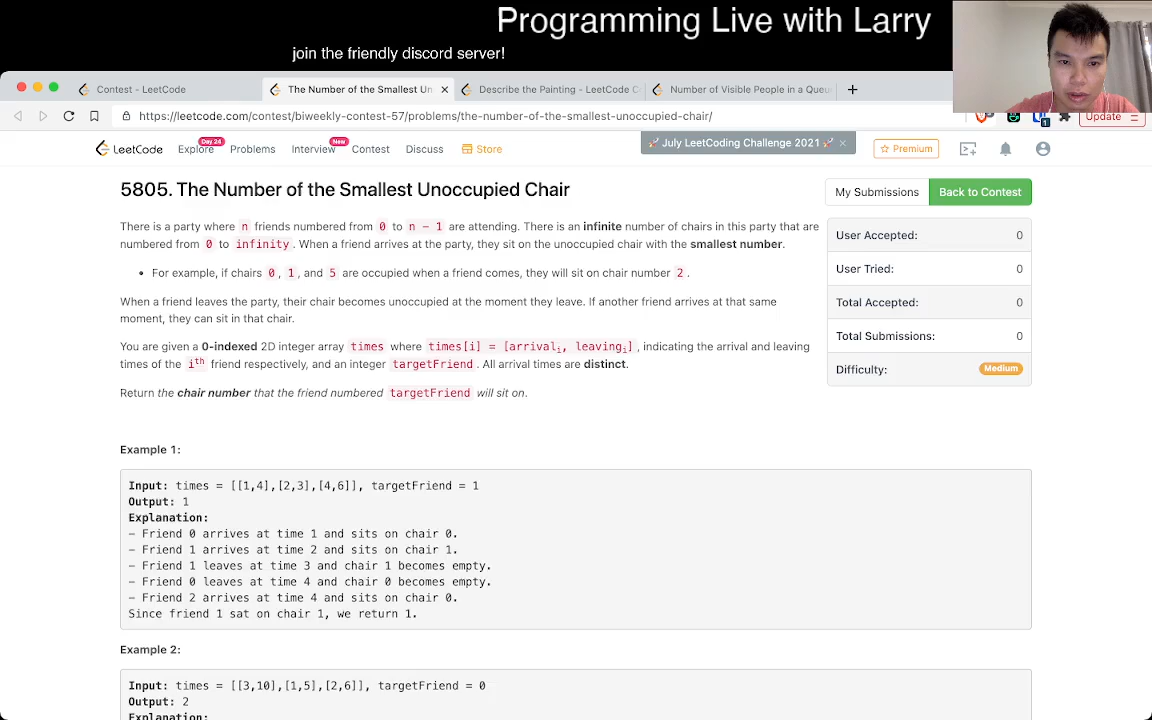 Programming Live with Larry
join the friendly discord server!
Contest - LeetCode
The Number of the Smallest Un
Describe the Painting - LeetCode C
Number of Visible People in a Queu
https://leetcode.com/contest/biweekly-contest-57/problems/the-number-of-the-smallest-unoccupied-chair/
Update
LeetCode
Explore
Day 24
Problems
Interview
New
Contest
Discuss
Store
🚀 July LeetCoding Challenge 2021 🚀
Premium
5805. The Number of the Smallest Unoccupied Chair
My Submissions
Back to Contest
There is a party where n friends numbered from 0 to n - 1 are attending. There is an infinite number of chairs in this party that are
numbered from 0 to infinity. When a friend arrives at the party, they sit on the unoccupied chair with the smallest number.
• For example, if chairs 0, 1, and 5 are occupied when a friend comes, they will sit on chair number 2.
When a friend leaves the party, their chair becomes unoccupied at the moment they leave. If another friend arrives at that same
moment, they can sit in that chair.
You are given a 0-indexed 2D integer array times where times[i] = [arrivali, leavingi], indicating the arrival and leaving
times of the ith friend respectively, and an integer targetFriend. All arrival times are distinct.
Return the chair number that the friend numbered targetFriend will sit on.
User Accepted: 0
User Tried: 0
Total Accepted: 0
Total Submissions: 0
Difficulty: Medium
Example 1:
Input: times = [[1,4],[2,3],[4,6]], targetFriend = 1
Output: 1
Explanation:
- Friend 0 arrives at time 1 and sits on chair 0.
- Friend 1 arrives at time 2 and sits on chair 1.
- Friend 1 leaves at time 3 and chair 1 becomes empty.
- Friend 0 leaves at time 4 and chair 0 becomes empty.
- Friend 2 arrives at time 4 and sits on chair 0.
Since friend 1 sat on chair 1, we return 1.
Example 2:
Input: times = [[3,10],[1,5],[2,6]], targetFriend = 0
Output: 2
Explanation: